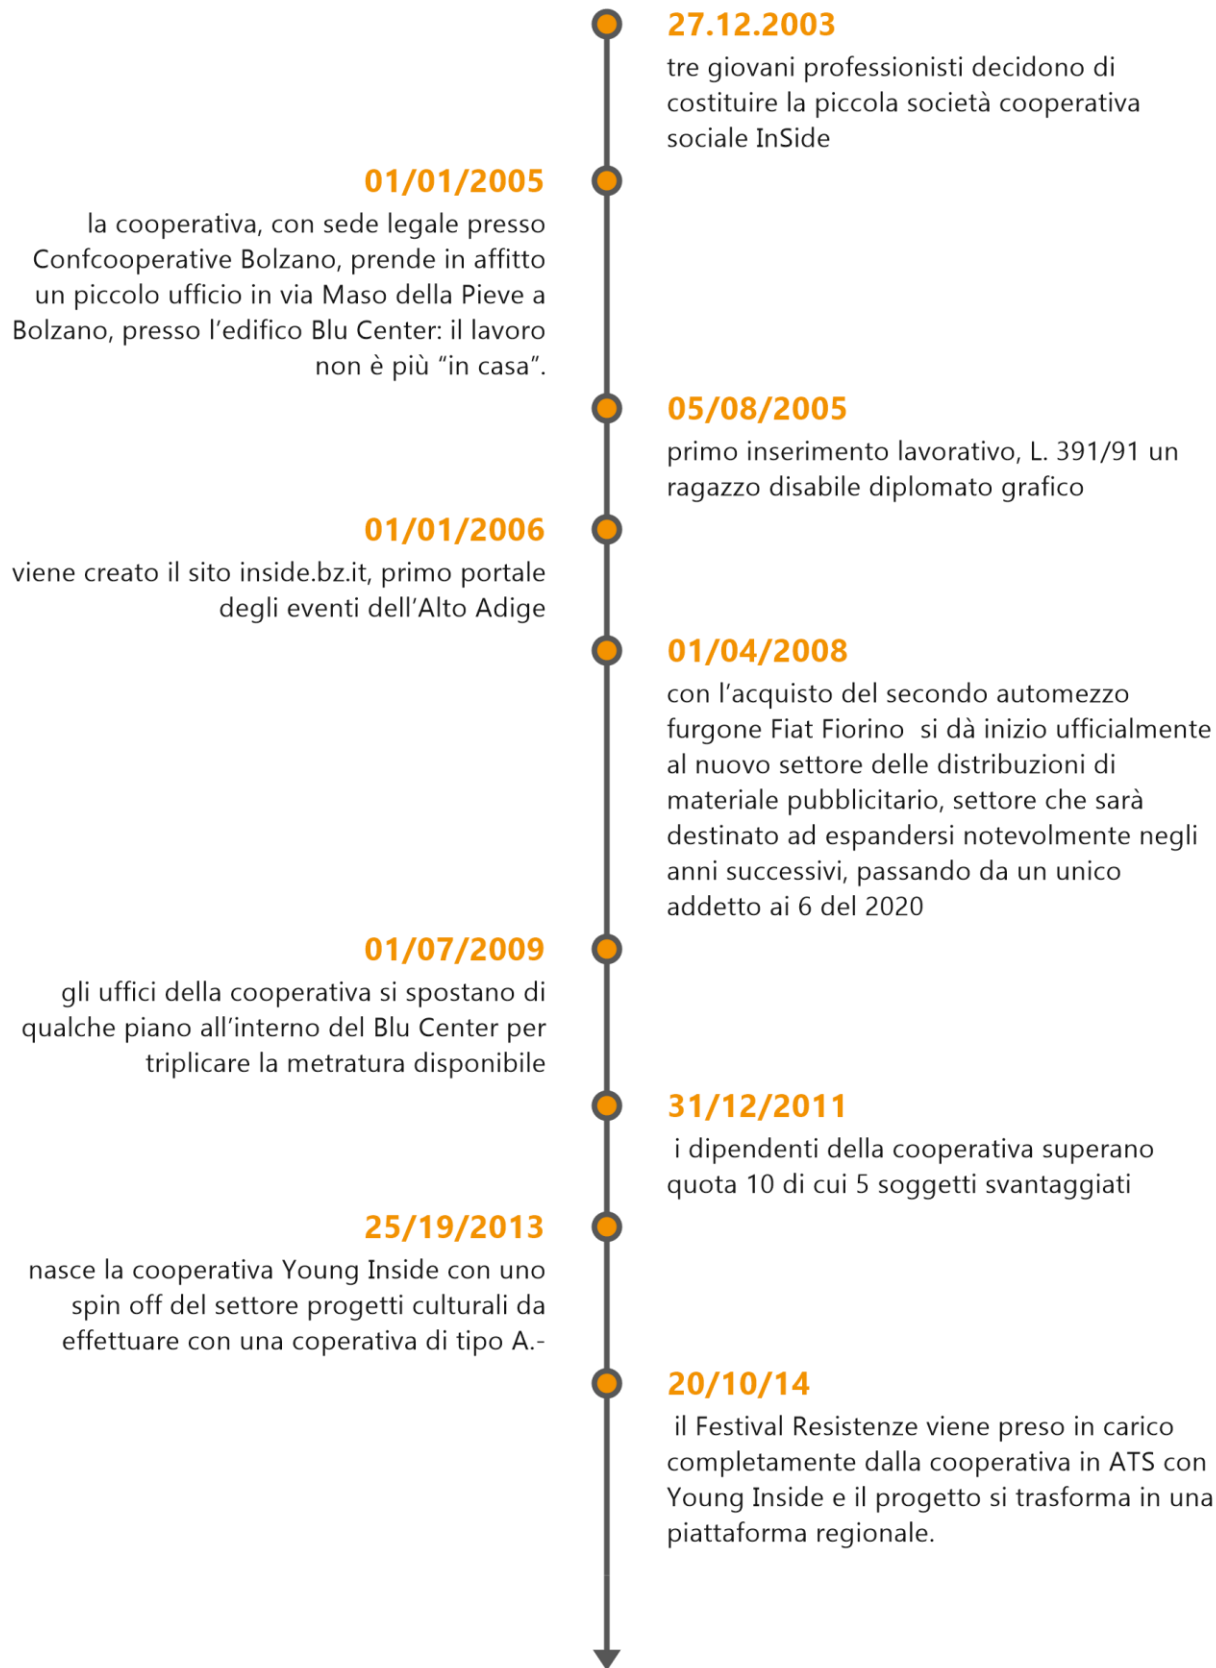 27.12.2003
tre giovani professionisti decidono di
costituire la piccola società cooperativa
sociale InSide
01/01/2005
la cooperativa, con sede legale presso
Confcooperative Bolzano, prende in affitto
un piccolo ufficio in via Maso della Pieve a
Bolzano, presso l'edifico Blu Center: il lavoro
non è più “in casa”.
05/08/2005
primo inserimento lavorativo, L. 391/91 un
ragazzo disabile diplomato grafico
01/01/2006
viene creato il sito inside.bz.it, primo portale
degli eventi dell'Alto Adige
01/04/2008
con l'acquisto del secondo automezzo
furgone Fiat Fiorino  si dà inizio ufficialmente
al nuovo settore delle distribuzioni di
materiale pubblicitario, settore che sarà
destinato ad espandersi notevolmente negli
anni successivi, passando da un unico
addetto ai 6 del 2020
01/07/2009
gli uffici della cooperativa si spostano di
qualche piano all'interno del Blu Center per
triplicare la metratura disponibile
31/12/2011
i dipendenti della cooperativa superano
quota 10 di cui 5 soggetti svantaggiati
25/19/2013
nasce la cooperativa Young Inside con uno
spin off del settore progetti culturali da
effettuare con una coperativa di tipo A.-
20/10/14
il Festival Resistenze viene preso in carico
completamente dalla cooperativa in ATS con
Young Inside e il progetto si trasforma in una
piattaforma regionale.